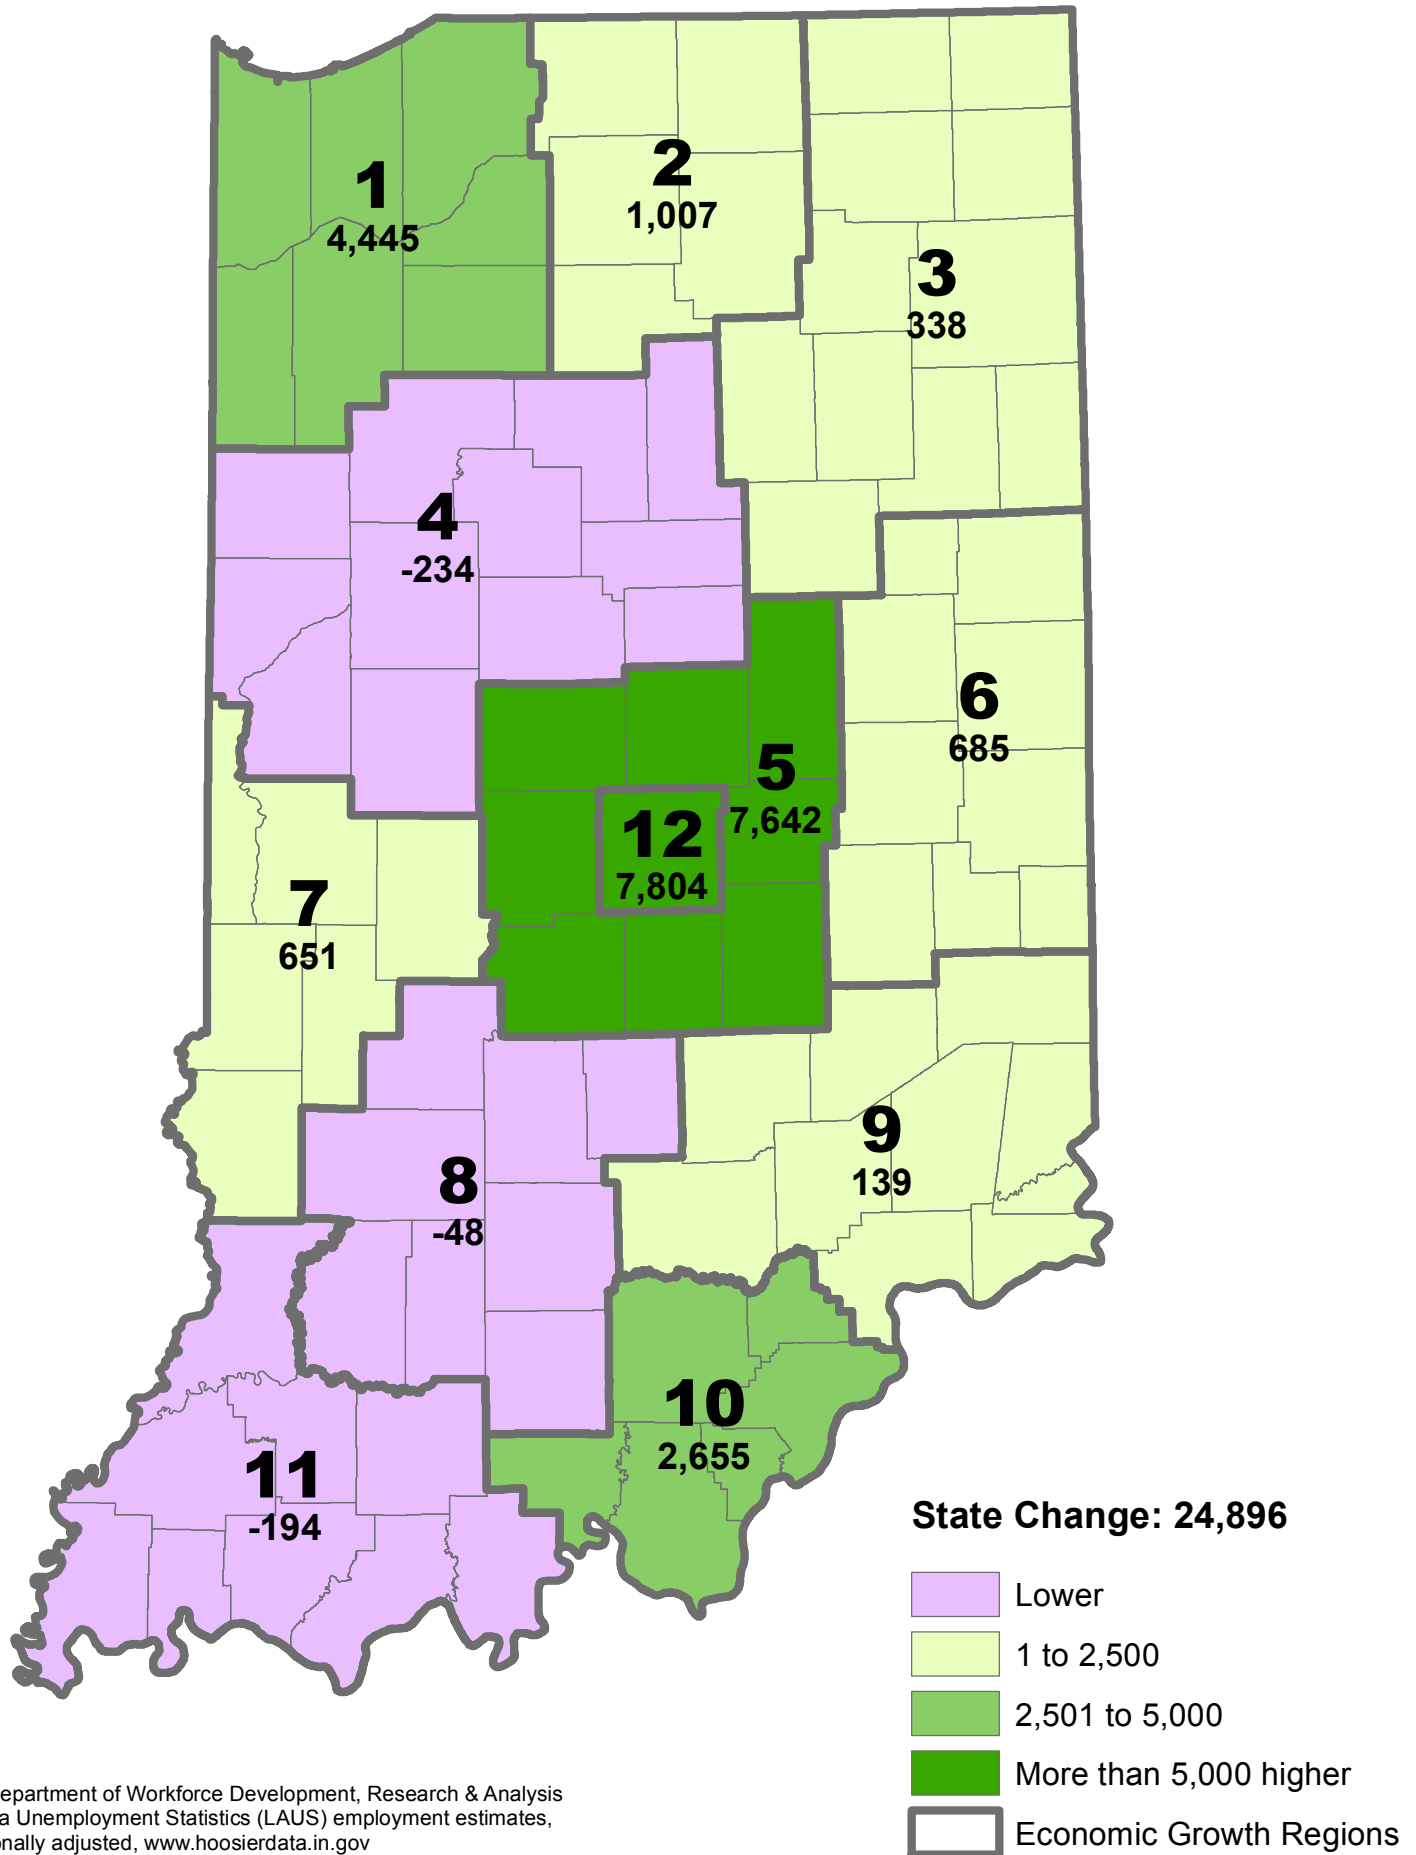 1
4,445
2
1,007
3
338
4
-234
5
7,642
6
685
12
7,804
7
651
8
-48
9
139
10
2,655
11
-194
State Change: 24,896
Lower
1 to 2,500
2,501 to 5,000
More than 5,000 higher
Economic Growth Regions
epartment of Workforce Development, Research & Analysis
a Unemployment Statistics (LAUS) employment estimates,
onally adjusted, www.hoosierdata.in.gov